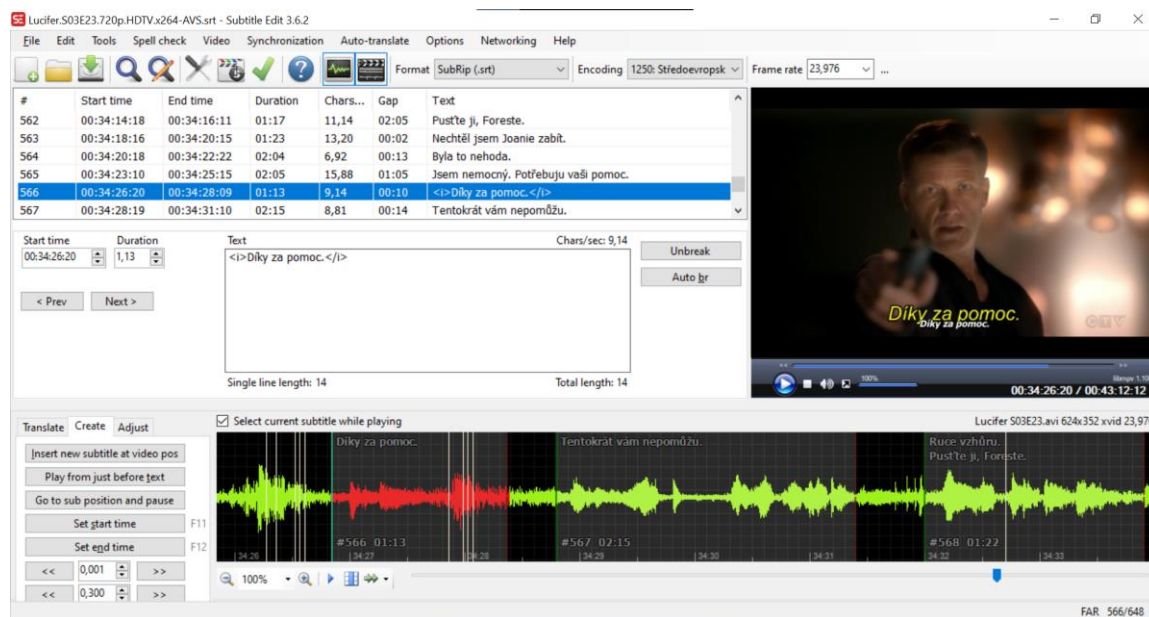 Lucifer.S03E23.720p.HDTV.x264-AVS.srt - Subtitle Edit 3.6.2
File Edit Tools Spell check Video Synchronization Auto-translate Options Networking Help
Format SubRip (.srt) Encoding 1250: Středoevropsk Frame rate 23,976 ...
# Start time End time Duration Chars... Gap Text
562 00:34:14:18 00:34:16:11 01:17 11,14 02:05 Pusťte ji, Foreste.
563 00:34:18:16 00:34:20:15 01:23 13,20 00:02 Nechtěl jsem Joanie zabít.
564 00:34:20:18 00:34:22:22 02:04 6,92 00:13 Byla to nehoda.
565 00:34:23:10 00:34:25:15 02:05 15,88 01:05 Jsem nemocný. Potřebuju vaši pomoc.
566 00:34:26:20 00:34:28:09 01:13 9,14 00:10 <i>Díky za pomoc.</i>
567 00:34:28:19 00:34:31:10 02:15 8,81 00:14 Tentokrát vám nepomůžu.
Start time Duration Text Chars/sec: 9,14
00:34:26:20 1,13 <i>Díky za pomoc.</i>
Unbreak
Auto br
< Prev Next >
Single line length: 14 Total length: 14
Díky za pomoc.
Díky za pomoc.
CTV
<< >>
100%
libmpv 1.10
00:34:26:20 / 00:43:12:12
Translate Create Adjust
Select current subtitle while playing Lucifer S03E23.avi 624x352 xvid 23,97
Insert new subtitle at video pos
Play from just before text
Go to sub position and pause
Set start time F11
Set end time F12
<< 0,001 >>
<< 0,300 >>
Díky za pomoc. Tentokrát vám nepomůžu. Ruce vzhůru.
Pusťte ji, Foreste.
#566 01:13 #567 02:15 #568 01:22
34:26 34:27 34:28 34:29 34:30 34:31 34:32 34:33
100%
FAR 566/648